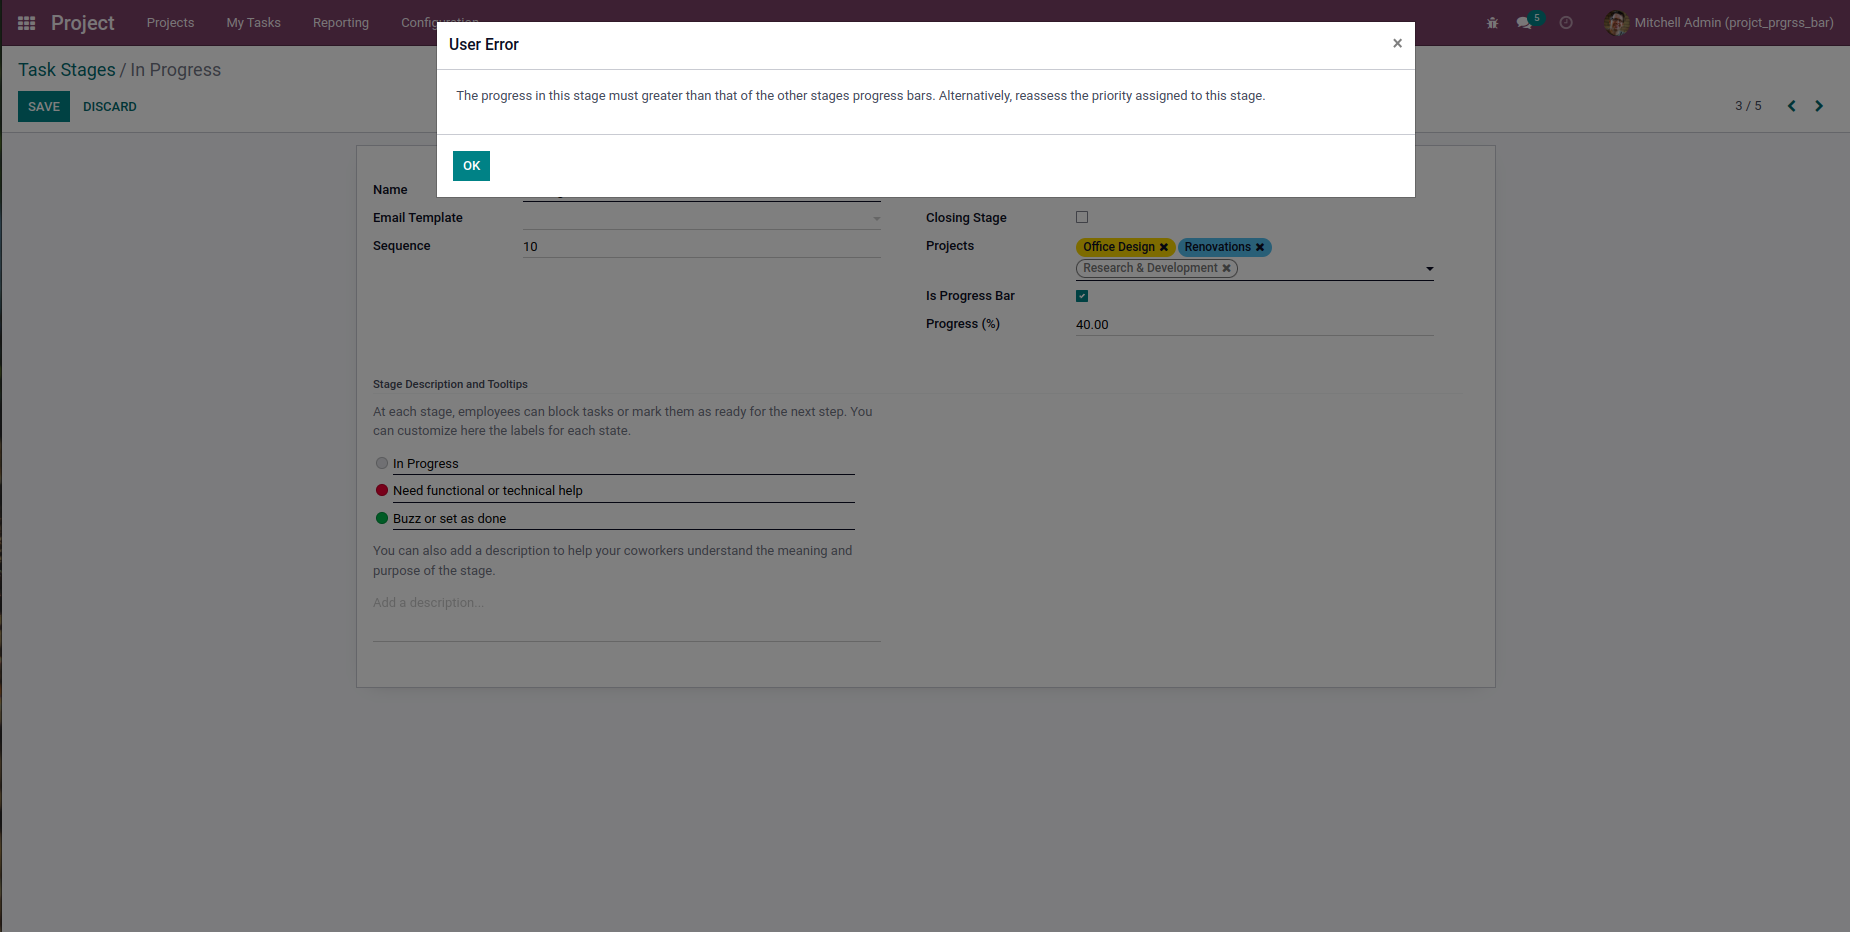 Project Projects My Tasks Reporting Configuration 5 Mitchell Admin (projct_prgrss_bar)
User Error ×
Task Stages / In Progress
The progress in this stage must greater than that of the other stages progress bars. Alternatively, reassess the priority assigned to this stage.
SAVE DISCARD 3 / 5
OK
Name
Email Template Closing Stage
Sequence 10 Projects Office Design Renovations
Research & Development
Is Progress Bar
Progress (%) 40.00
Stage Description and Tooltips
At each stage, employees can block tasks or mark them as ready for the next step. You
can customize here the labels for each state.
In Progress
Need functional or technical help
Buzz or set as done
You can also add a description to help your coworkers understand the meaning and
purpose of the stage.
Add a description...